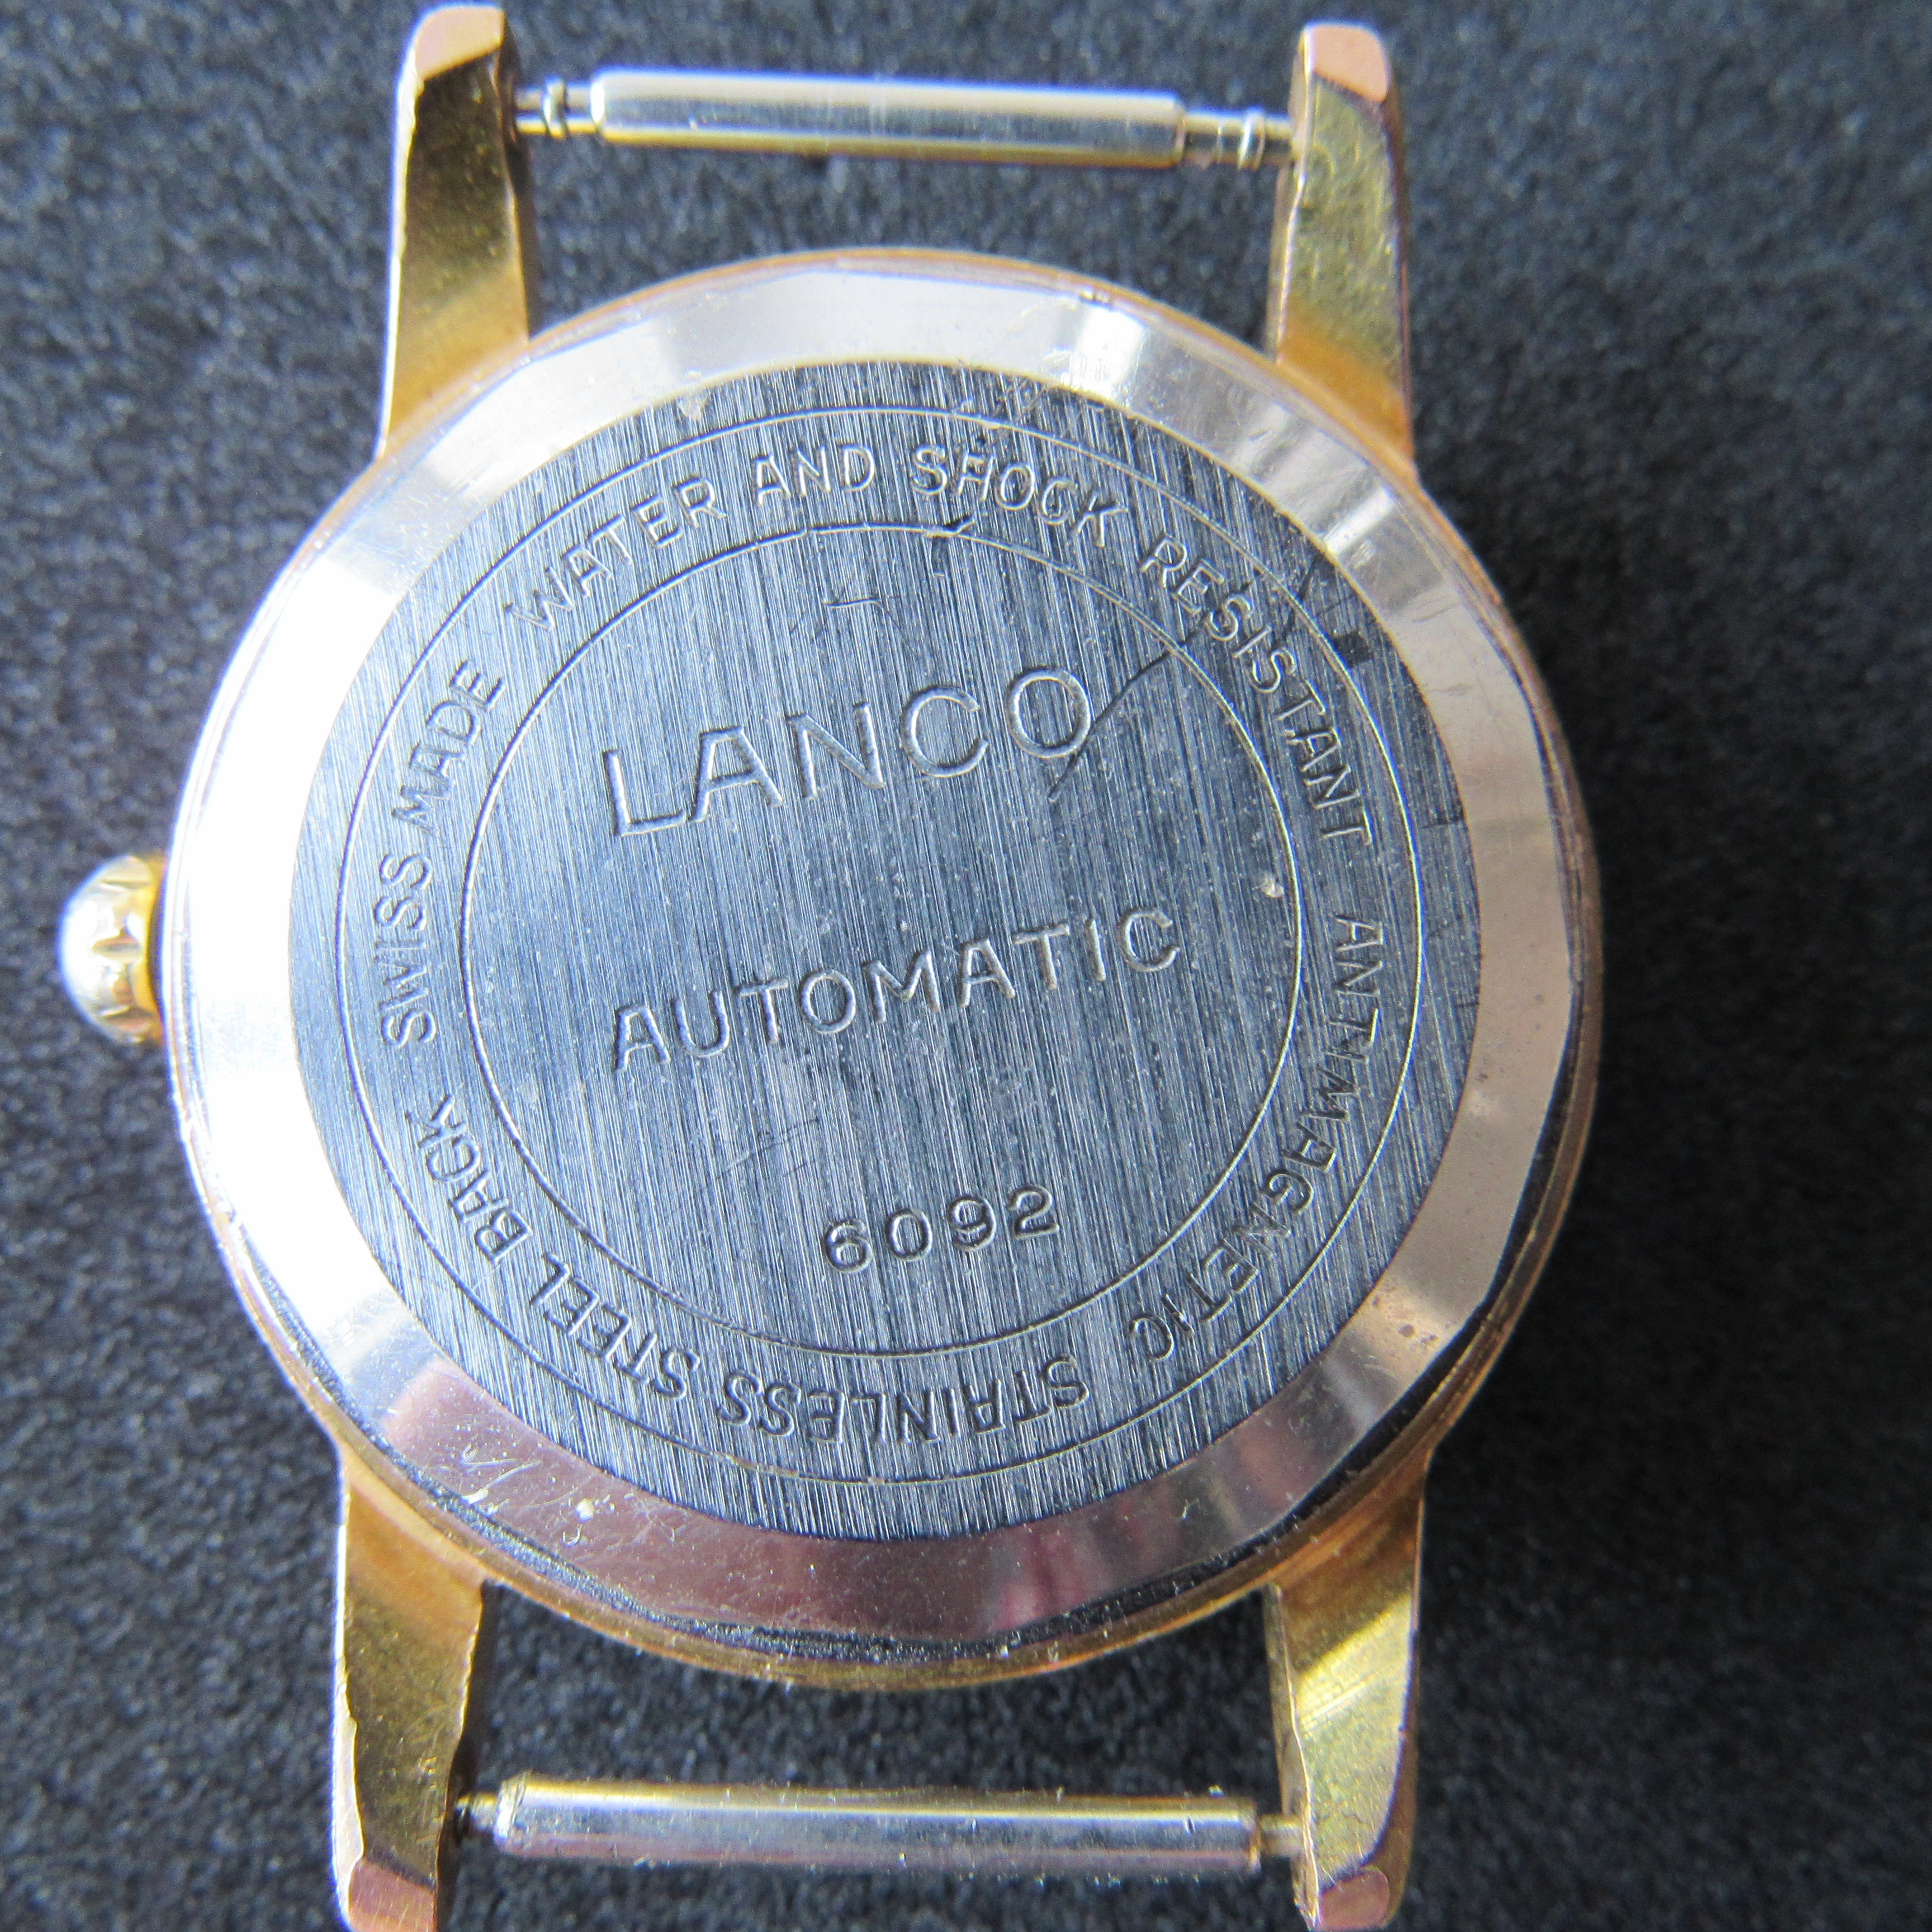 LANCO
AUTOMATIC
6092
WATER AND SHOCK RESISTANT ANTIMAGNETIC STAINLESS STEEL BACK SWISS MADE